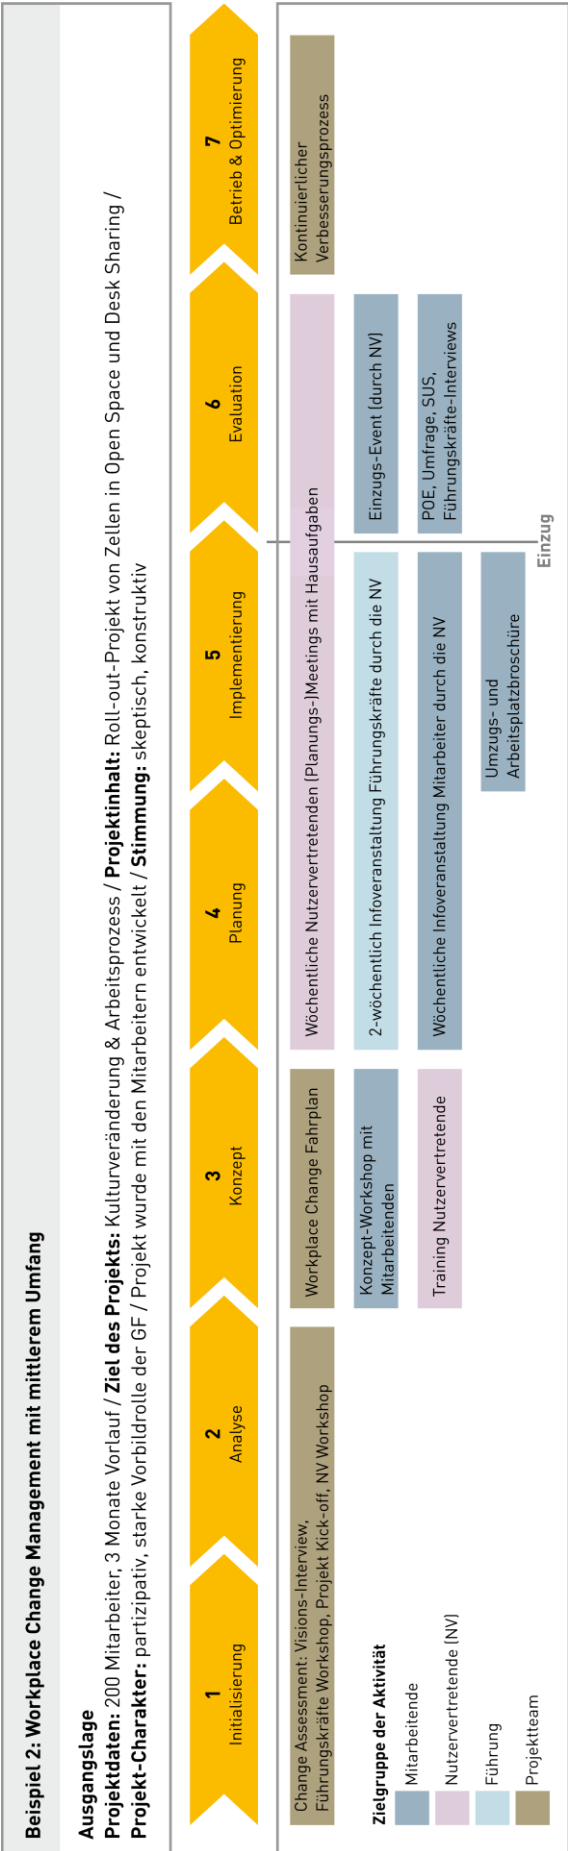 Beispiel 2: Workplace Change Management mit mittlerem Umfang
Ausgangslage
Projektdaten: 200 Mitarbeiter, 3 Monate Vorlauf / Ziel des Projekts: Kulturveränderung & Arbeitsprozess / Projektinhalt: Roll-out-Projekt von Zellen in Open Space und Desk Sharing /
Projekt-Charakter: partizipativ, starke Vorbildrolle der GF / Projekt wurde mit den Mitarbeitern entwickelt / Stimmung: skeptisch, konstruktiv
1
Initialisierung
2
Analyse
3
Konzept
4
Planung
5
Implementierung
6
Evaluation
7
Betrieb & Optimierung
Change Assessment: Visions-Interview,
Führungskräfte Workshop, Projekt Kick-off, NV Workshop
Workplace Change Fahrplan
Wöchentliche Nutzervertretenden (Planungs-)Meetings mit Hausaufgaben
Kontinuierlicher
Verbesserungsprozess
Konzept-Workshop mit
Mitarbeitenden
2-wöchentlich Infoveranstaltung Führungskräfte durch die NV
Einzugs-Event (durch NV)
Training Nutzervertretende
Wöchentliche Infoveranstaltung Mitarbeiter durch die NV
POE, Umfrage, SUS,
Führungskräfte-Interviews
Umzugs- und
Arbeitsplatzbroschüre
Einzug
Zielgruppe der Aktivität
Mitarbeitende
Nutzervertretende (NV)
Führung
Projektteam